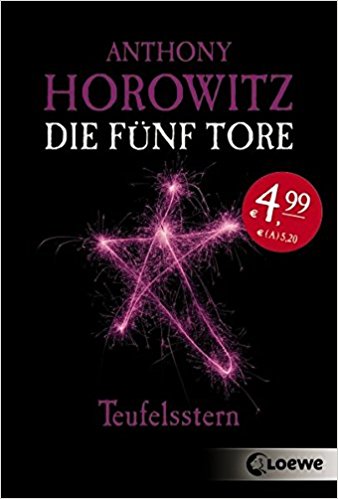 ANTHONY
HOROWITZ
DIE FÜNF TORE
€ 4,99
€ (A) 5,20
Teufelsstern
Loewe